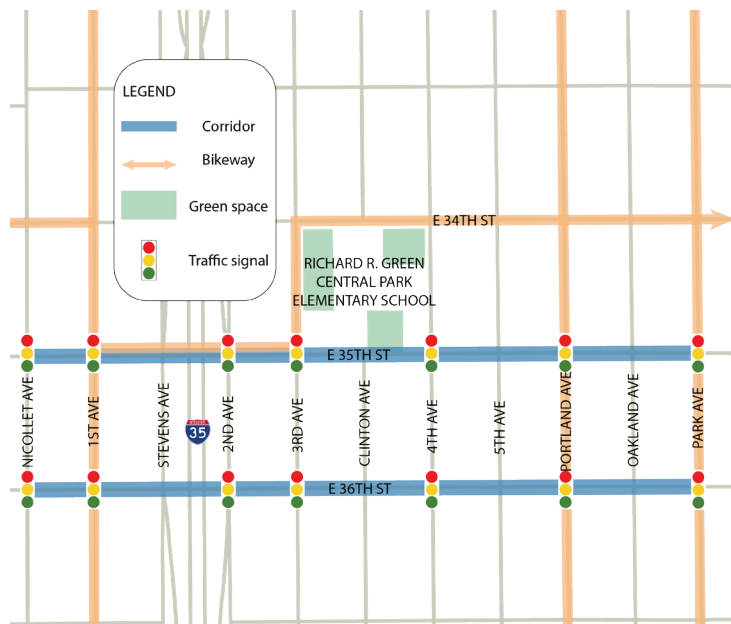 LEGEND
Corridor
Bikeway
Green space
Traffic signal
E 34TH ST
RICHARD R. GREEN
CENTRAL PARK
ELEMENTARY SCHOOL
E 35TH ST
NICOLLET AVE
1ST AVE
STEVENS AVE
35
2ND AVE
3RD AVE
CLINTON AVE
4TH AVE
5TH AVE
PORTLAND AVE
OAKLAND AVE
PARK AVE
E 36TH ST